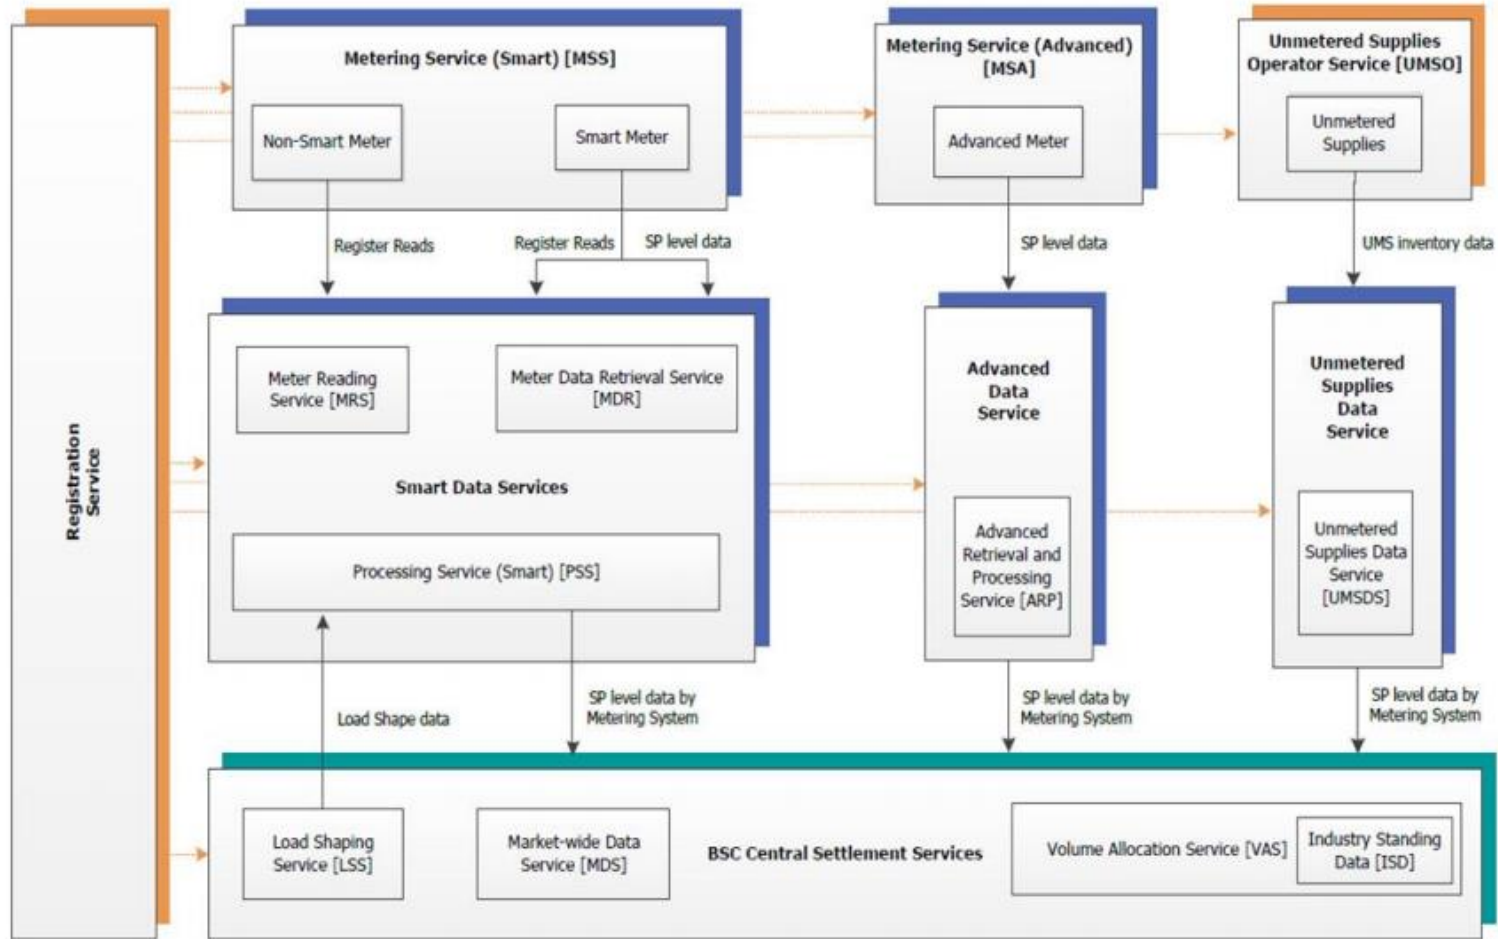 Registration
Service
Metering Service (Smart) [MSS]
Non-Smart Meter
Smart Meter
Metering Service (Advanced)
[MSA]
Advanced Meter
Unmetered Supplies
Operator Service [UMSO]
Unmetered
Supplies
Register Reads
Register Reads
SP level data
SP level data
UMS inventory data
Meter Reading
Service [MRS]
Meter Data Retrieval Service
[MDR]
Smart Data Services
Processing Service (Smart) [PSS]
Advanced
Data
Service
Advanced
Retrieval and
Processing
Service [ARP]
Unmetered
Supplies
Data
Service
Unmetered
Supplies Data
Service
[UMSDS]
Load Shape data
SP level data by
Metering System
SP level data by
Metering System
SP level data by
Metering System
Load Shaping
Service [LSS]
Market-wide Data
Service [MDS]
BSC Central Settlement Services
Volume Allocation Service [VAS]
Industry Standing
Data [ISD]